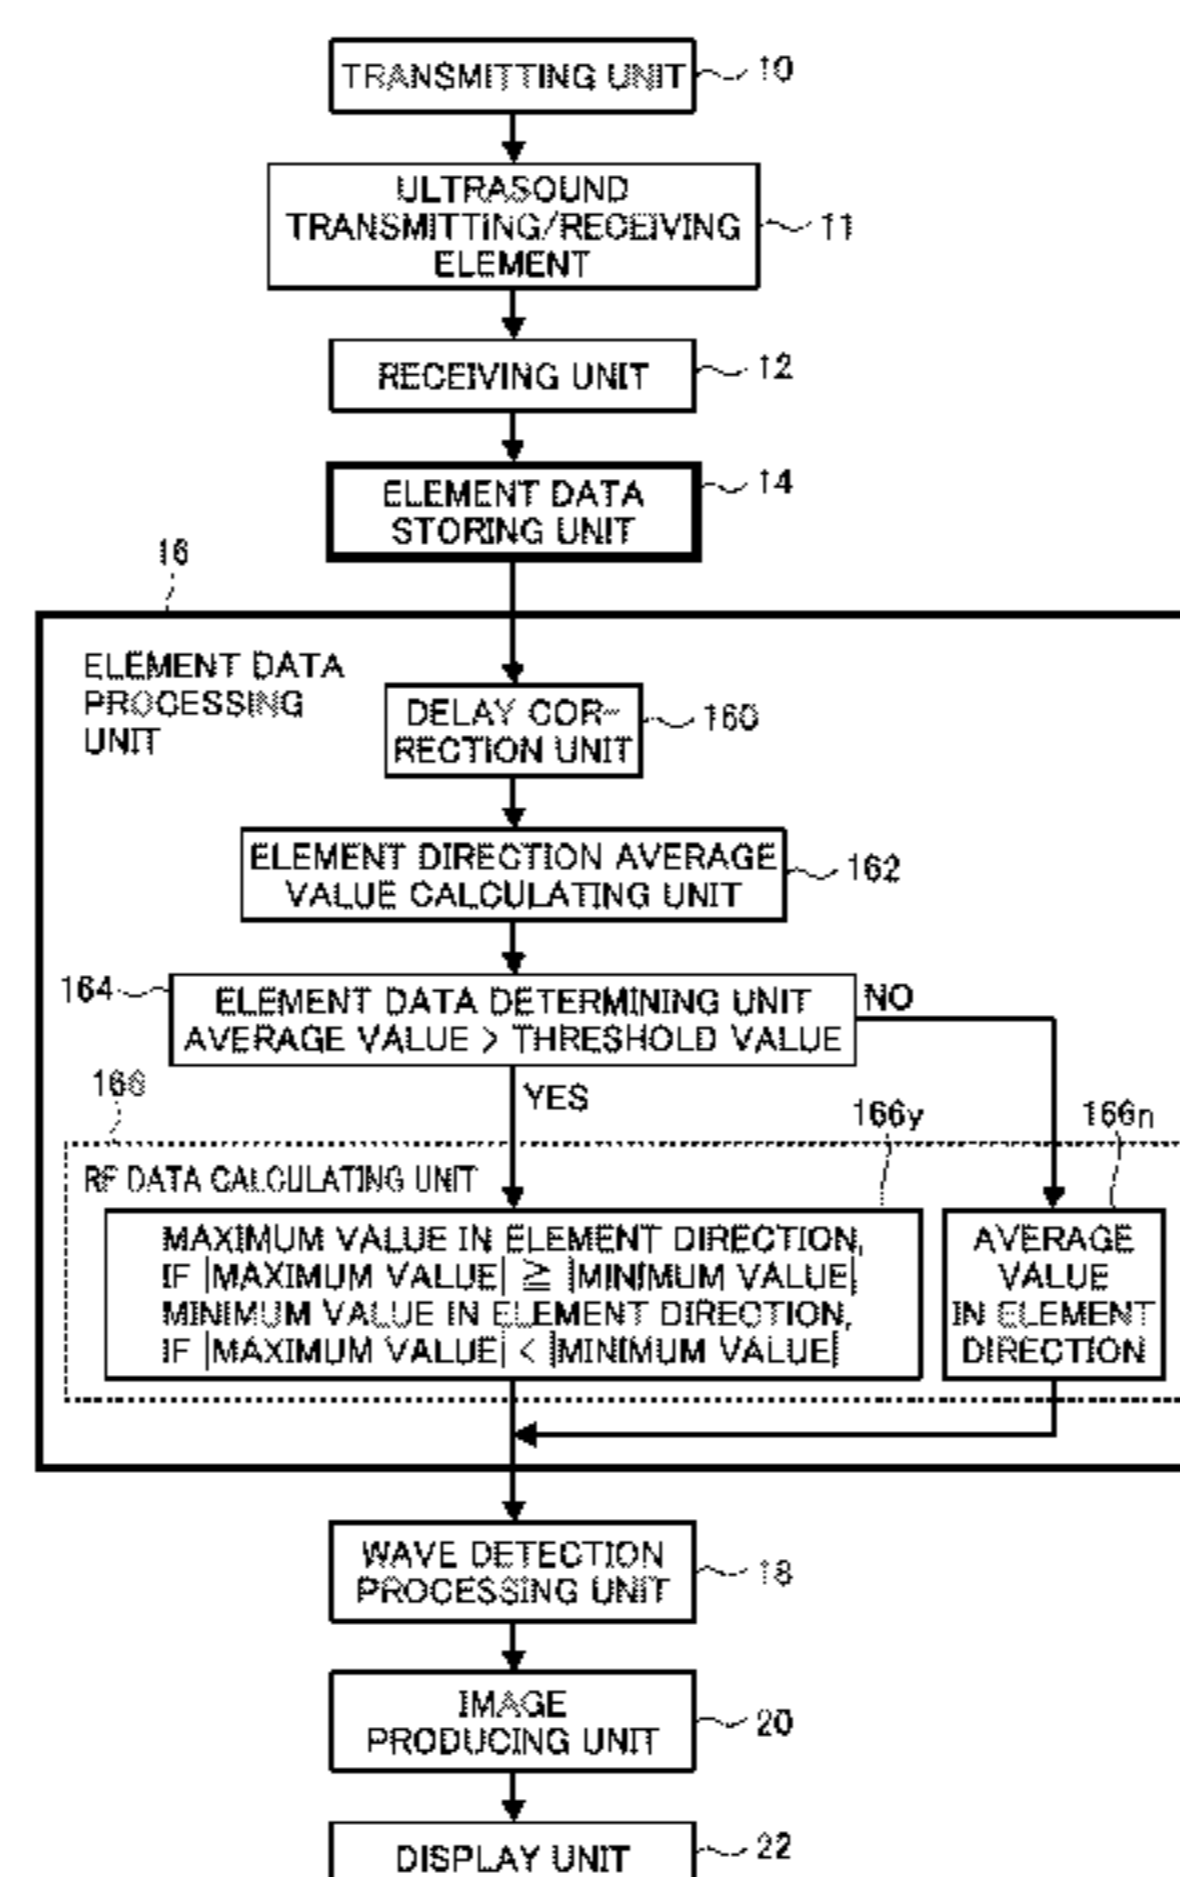 TRANSMITTING UNIT
10
ULTRASOUND
TRANSMITTING/RECEIVING
ELEMENT
11
RECEIVING UNIT
12
ELEMENT DATA
STORING UNIT
14
16
ELEMENT DATA
PROCESSING
UNIT
DELAY COR-
RECTION UNIT
160
ELEMENT DIRECTION AVERAGE
VALUE CALCULATING UNIT
162
164
ELEMENT DATA DETERMINING UNIT
AVERAGE VALUE > THRESHOLD VALUE
NO
YES
166
166y
166n
RF DATA CALCULATING UNIT
MAXIMUM VALUE IN ELEMENT DIRECTION,
IF |MAXIMUM VALUE| ≧ |MINIMUM VALUE|
MINIMUM VALUE IN ELEMENT DIRECTION,
IF |MAXIMUM VALUE| < |MINIMUM VALUE|
AVERAGE
VALUE
IN ELEMENT
DIRECTION
WAVE DETECTION
PROCESSING UNIT
18
IMAGE
PRODUCING UNIT
20
DISPLAY UNIT
22